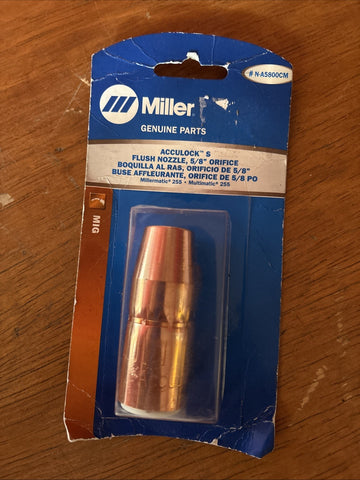 # N-A5800CM
Miller
GENUINE PARTS
ACCULOCK™ S
FLUSH NOZZLE, 5/8" ORIFICE
BOQUILLA AL RAS, ORIFICIO DE 5/8"
BUSE AFFLEURANTE, ORIFICE DE 5/8 PO
Millermatic® 255 • Multimatic® 255
MIG